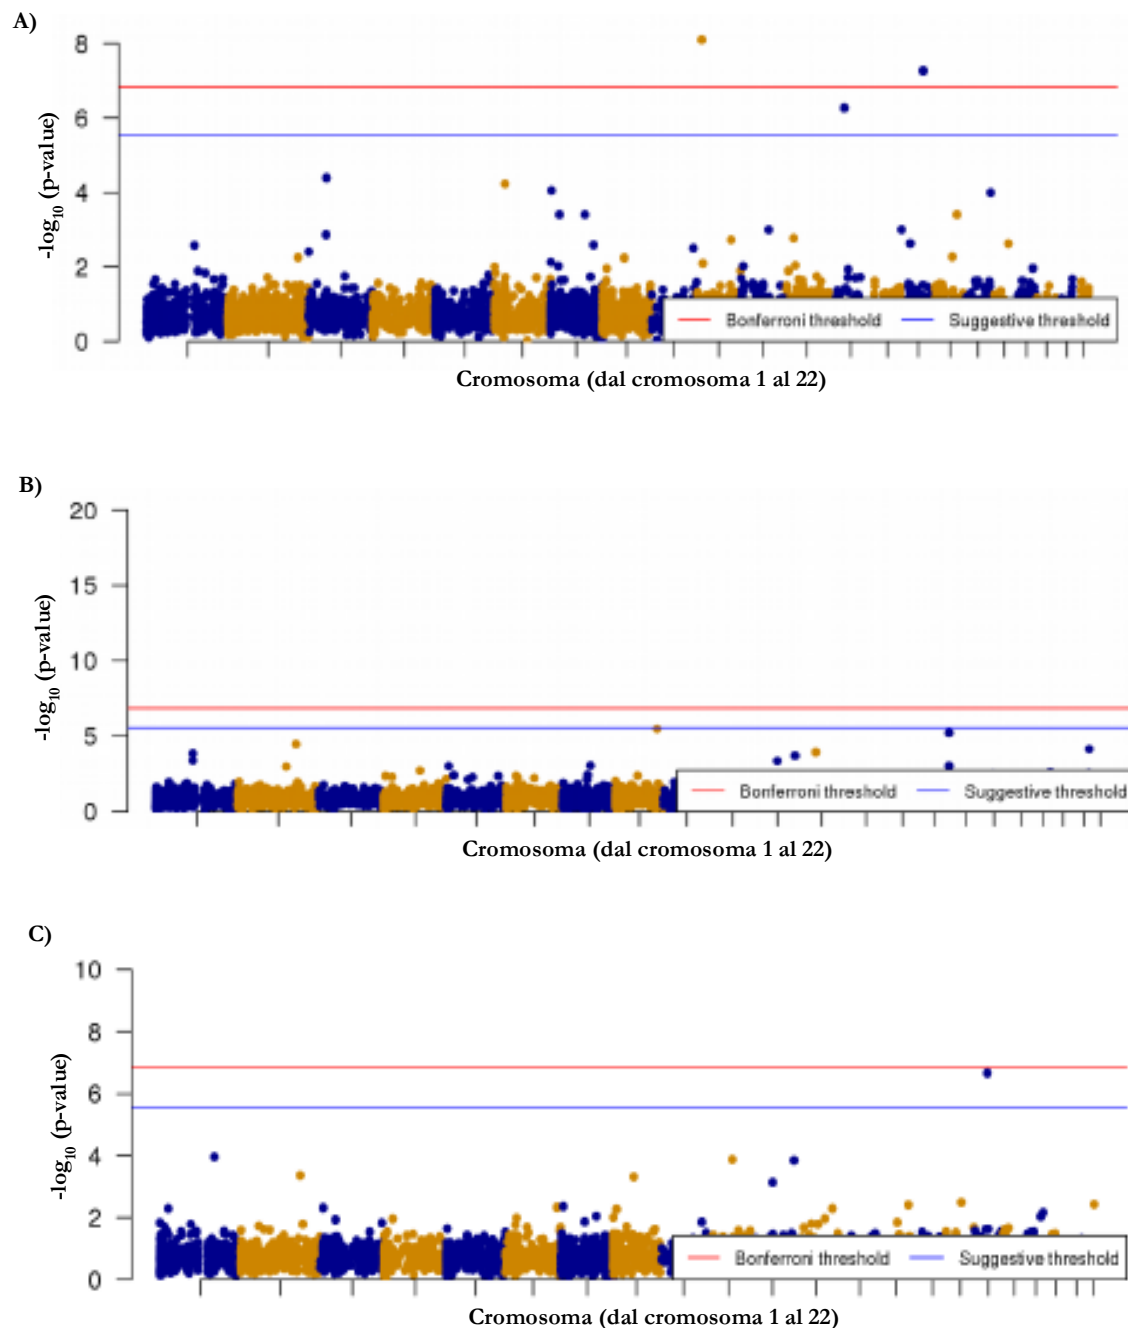 A)
8
6
4
2
0
-log10 (p-value)
Bonferroni threshold Suggestive threshold
Cromosoma (dal cromosoma 1 al 22)
B)
20
15
10
5
0
-log10 (p-value)
Bonferroni threshold Suggestive threshold
Cromosoma (dal cromosoma 1 al 22)
C)
10
8
6
4
2
0
-log10 (p-value)
Bonferroni threshold Suggestive threshold
Cromosoma (dal cromosoma 1 al 22)